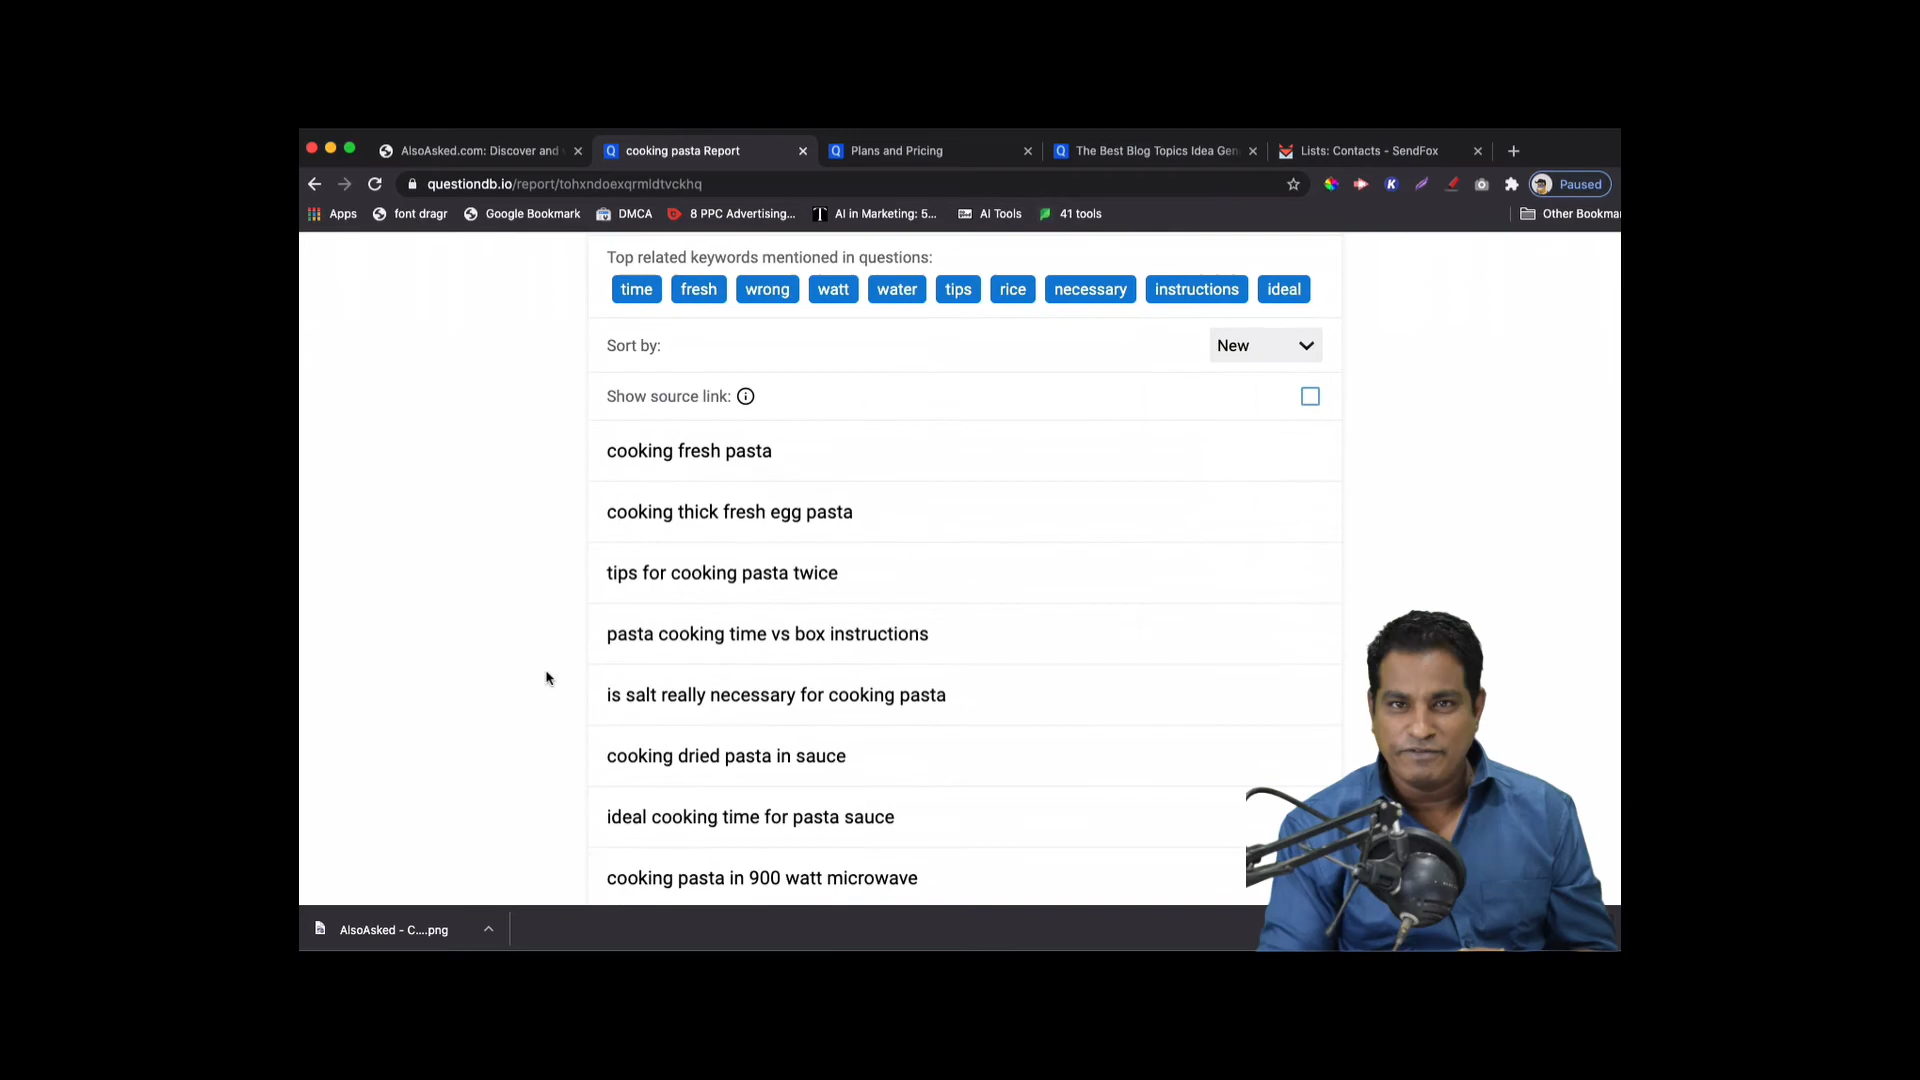 AlsoAsked.com: Discover and
cooking pasta Report
Plans and Pricing
The Best Blog Topics Idea Gen
Lists: Contacts - SendFox
questiondb.io/report/tohxndoexqrmldtvckhq
Paused
Apps
font dragr
Google Bookmark
DMCA
8 PPC Advertising...
AI in Marketing: 5...
AI Tools
41 tools
Other Bookmar
Top related keywords mentioned in questions:
time fresh wrong watt water tips rice necessary instructions ideal
Sort by: New
Show source link:
cooking fresh pasta
cooking thick fresh egg pasta
tips for cooking pasta twice
pasta cooking time vs box instructions
is salt really necessary for cooking pasta
cooking dried pasta in sauce
ideal cooking time for pasta sauce
cooking pasta in 900 watt microwave
AlsoAsked - C....png